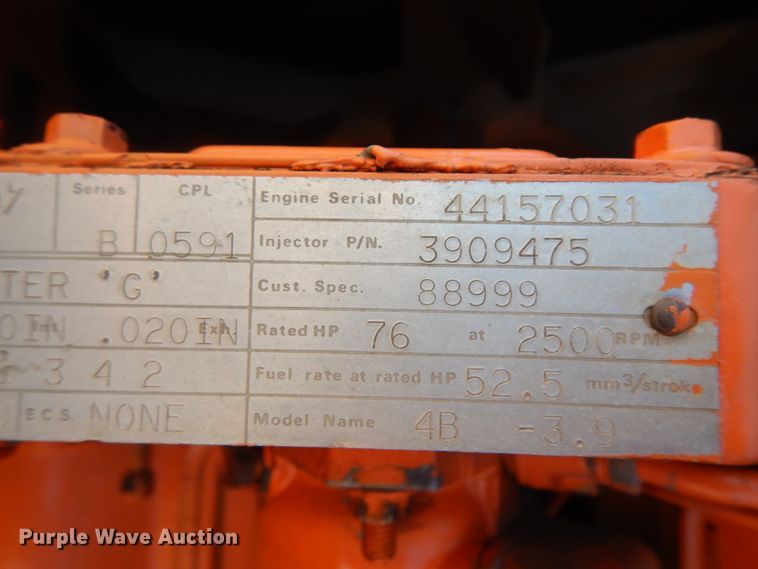 Series CPL Engine Serial No. 44157031
B 0591 Injector P/N. 3909475
TER 'G' Cust. Spec. 88999
0IN Int. .020IN Exh. Rated HP 76 at 2500 RPM
3 4 2 Fuel rate at rated HP 52.5 mm3/stroke
E.C.S. NONE Model Name 4B -3.9
Purple Wave Auction